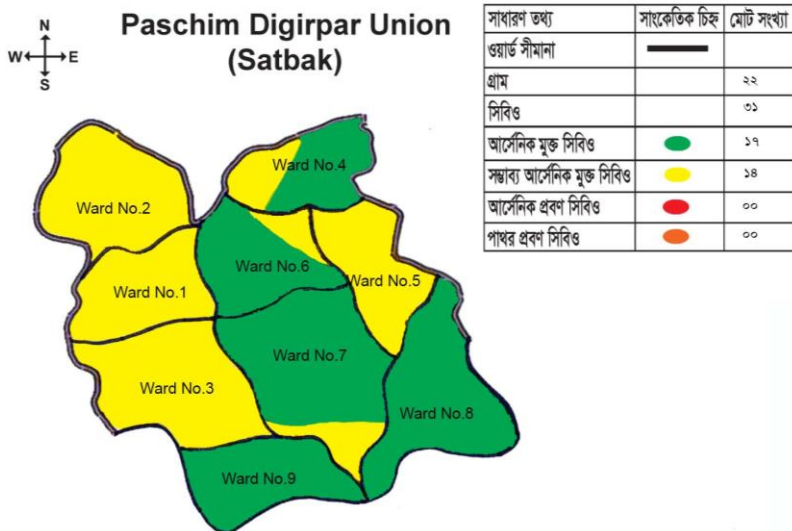 Paschim Digirpar Union
(Satbak)
N
W E
S
সাধারণ তথ্য সাংকেতিক চিহ্ন মোট সংখ্যা
ওয়ার্ড সীমানা
গ্রাম ২২
সিবিও ৩১
আর্সেনিক মুক্ত সিবিও ১৭
সম্ভাব্য আর্সেনিক মুক্ত সিবিও ১৪
আর্সেনিক প্রবণ সিবিও ০০
পাথর প্রবণ সিবিও ০০
Ward No.4
Ward No.2
Ward No.6
Ward No.5
Ward No.1
Ward No.7
Ward No.3
Ward No.8
Ward No.9